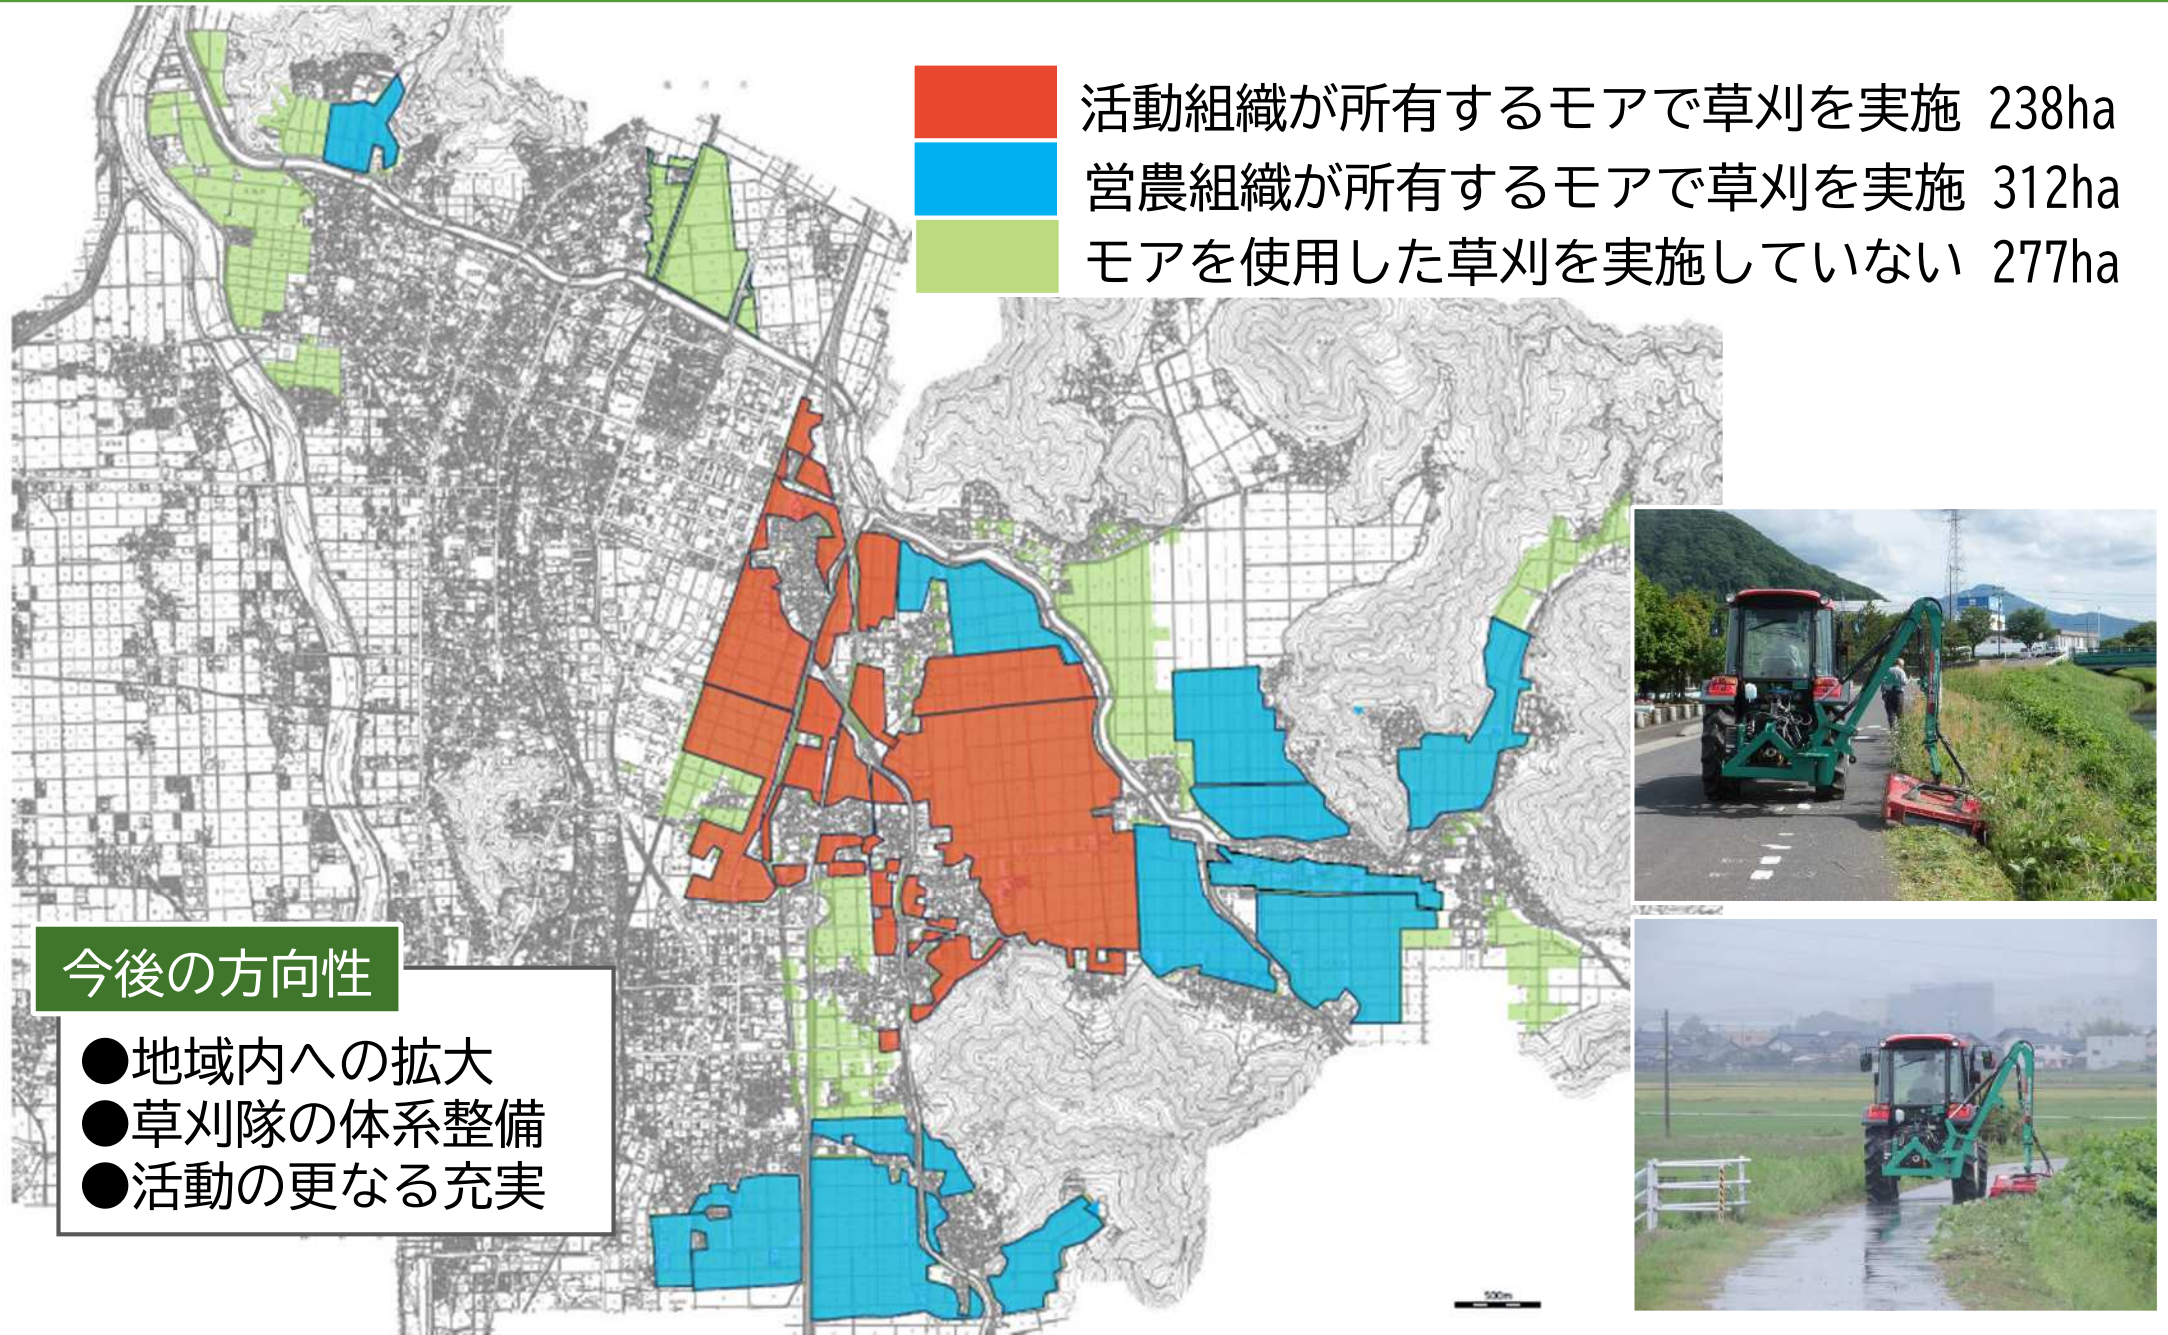 活動組織が所有するモアで草刈を実施 238ha
営農組織が所有するモアで草刈を実施 312ha
モアを使用した草刈を実施していない 277ha
今後の方向性
●地域内への拡大
●草刈隊の体系整備
●活動の更なる充実
500m